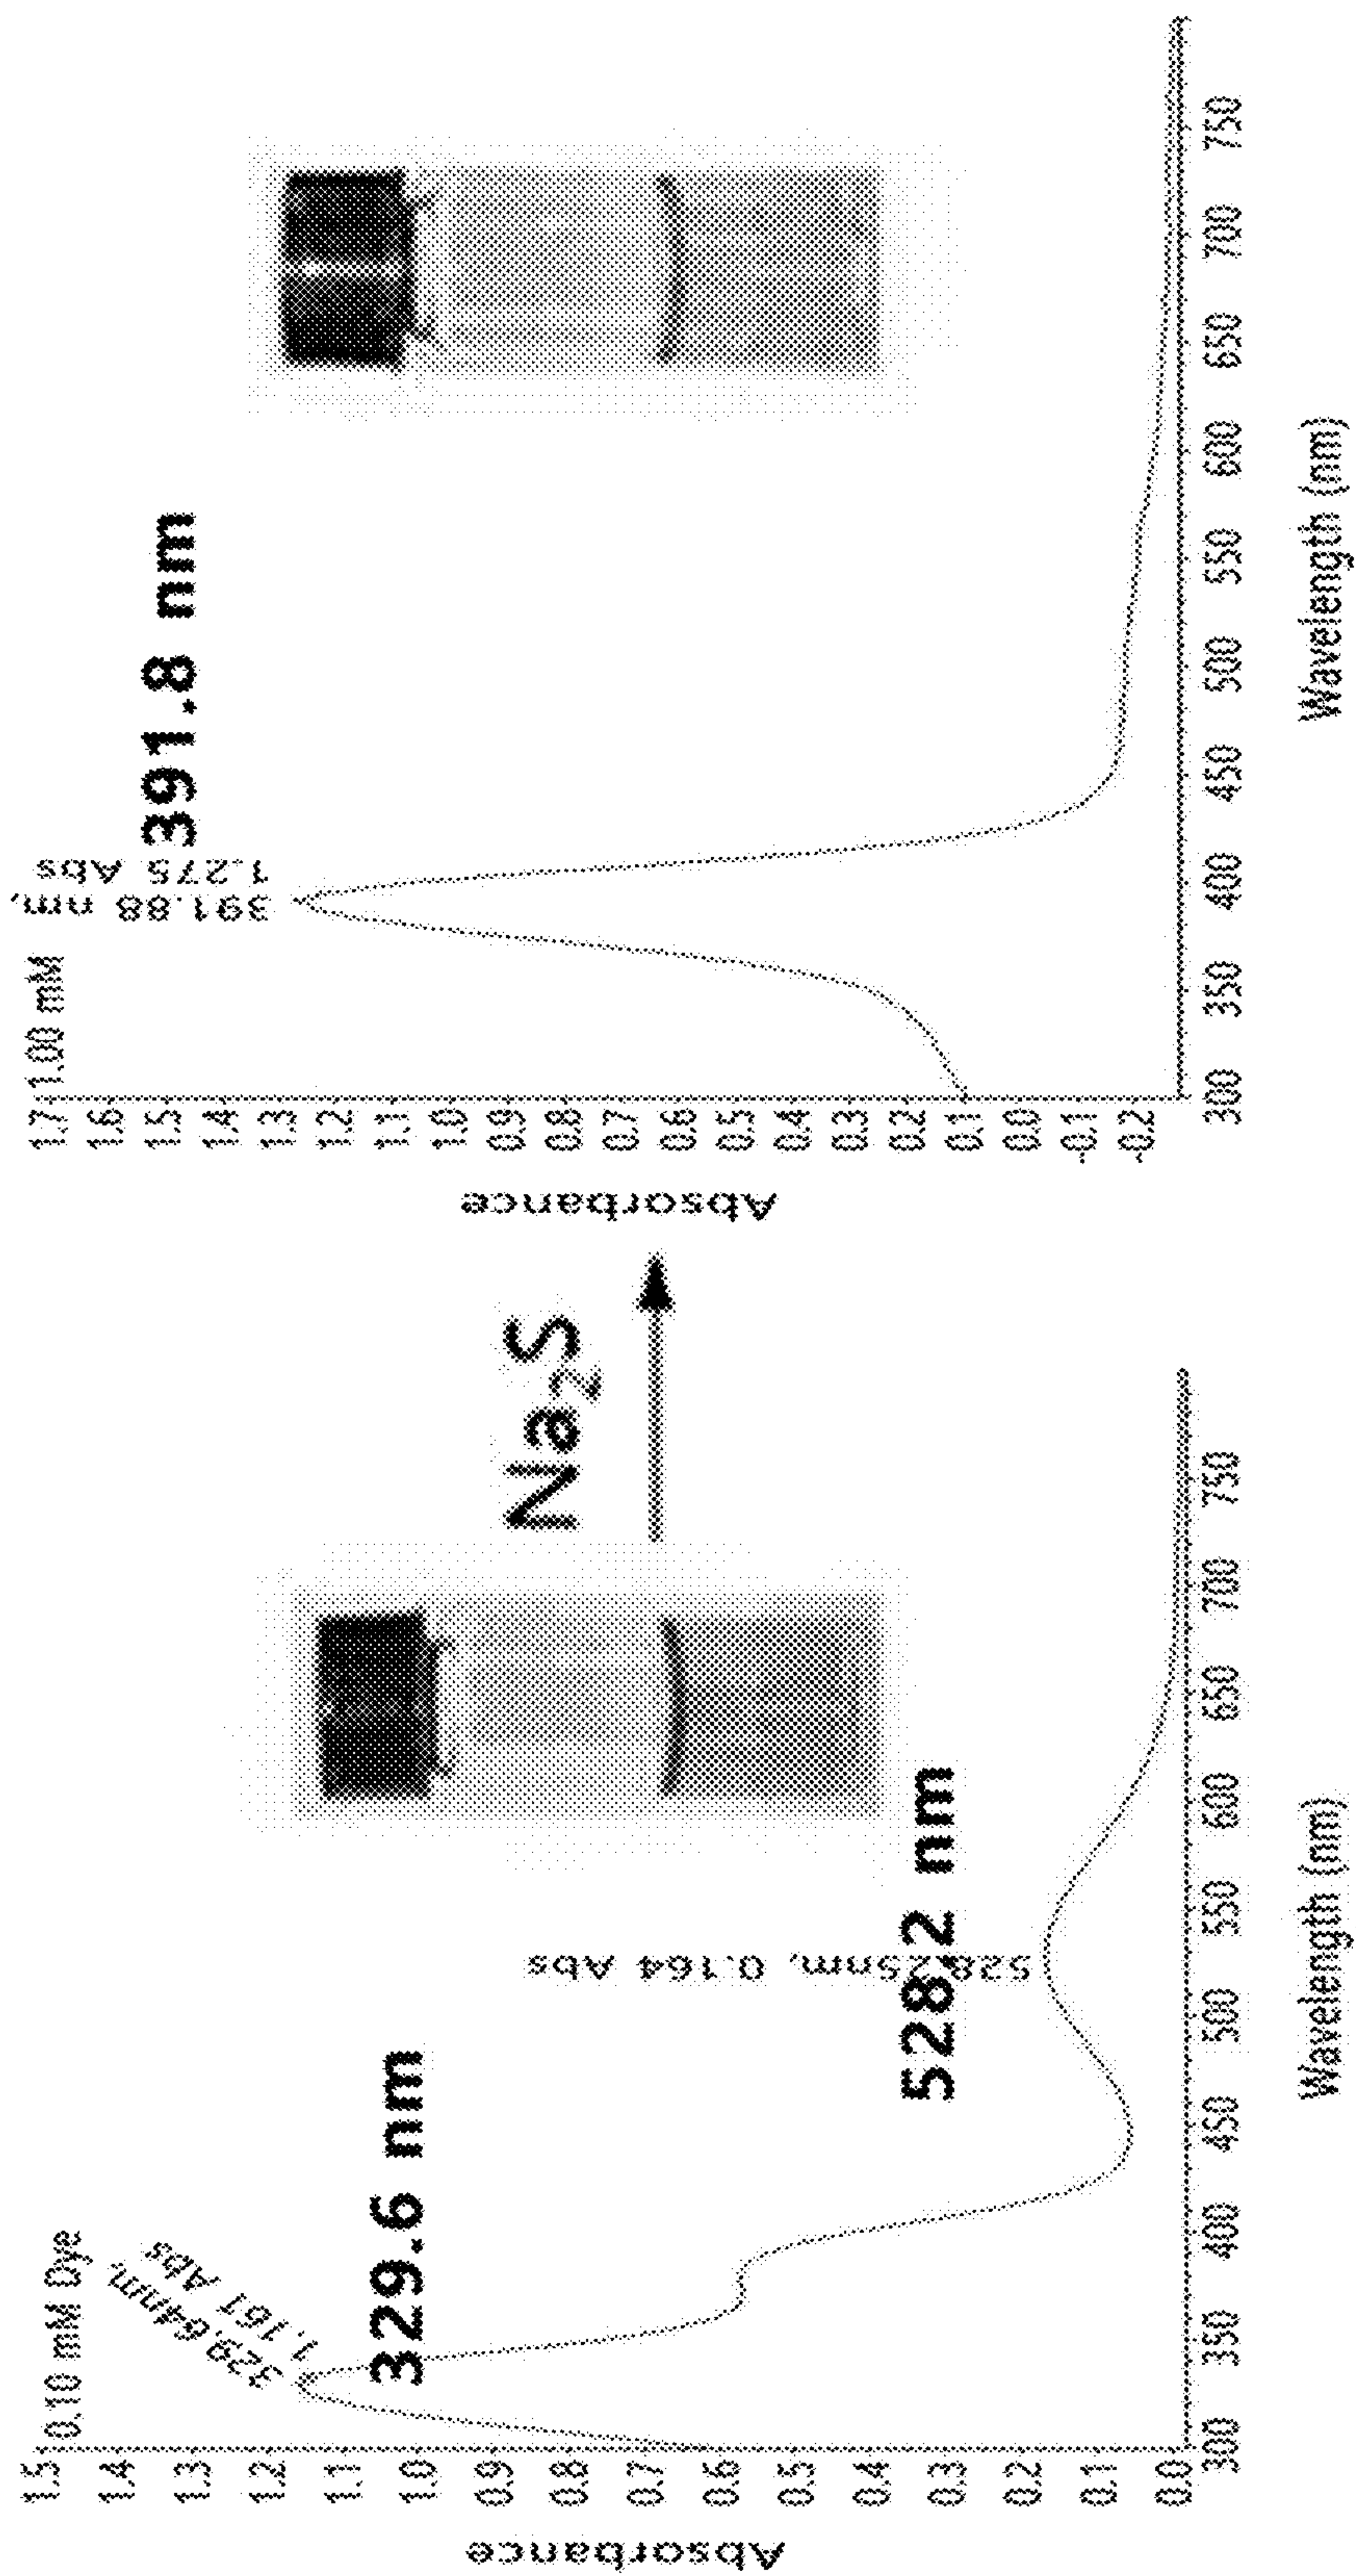 0.10 mM Dye
329.64nm,
1.161 Abs
329.6 nm
528.25nm, 0.164 Abs
528.2 nm
Absorbance
1.5
1.4
1.3
1.2
1.1
1.0
0.9
0.8
0.7
0.6
0.5
0.4
0.3
0.2
0.1
0.0
300 350 400 450 500 550 600 650 700 750
Wavelength (nm)
Na2S
1.00 mM
391.88 nm,
1.275 Abs
391.8 nm
Absorbance
1.7
1.6
1.5
1.4
1.3
1.2
1.1
1.0
0.9
0.8
0.7
0.6
0.5
0.4
0.3
0.2
0.1
0.0
-0.1
-0.2
300 350 400 450 500 550 600 650 700 750
Wavelength (nm)